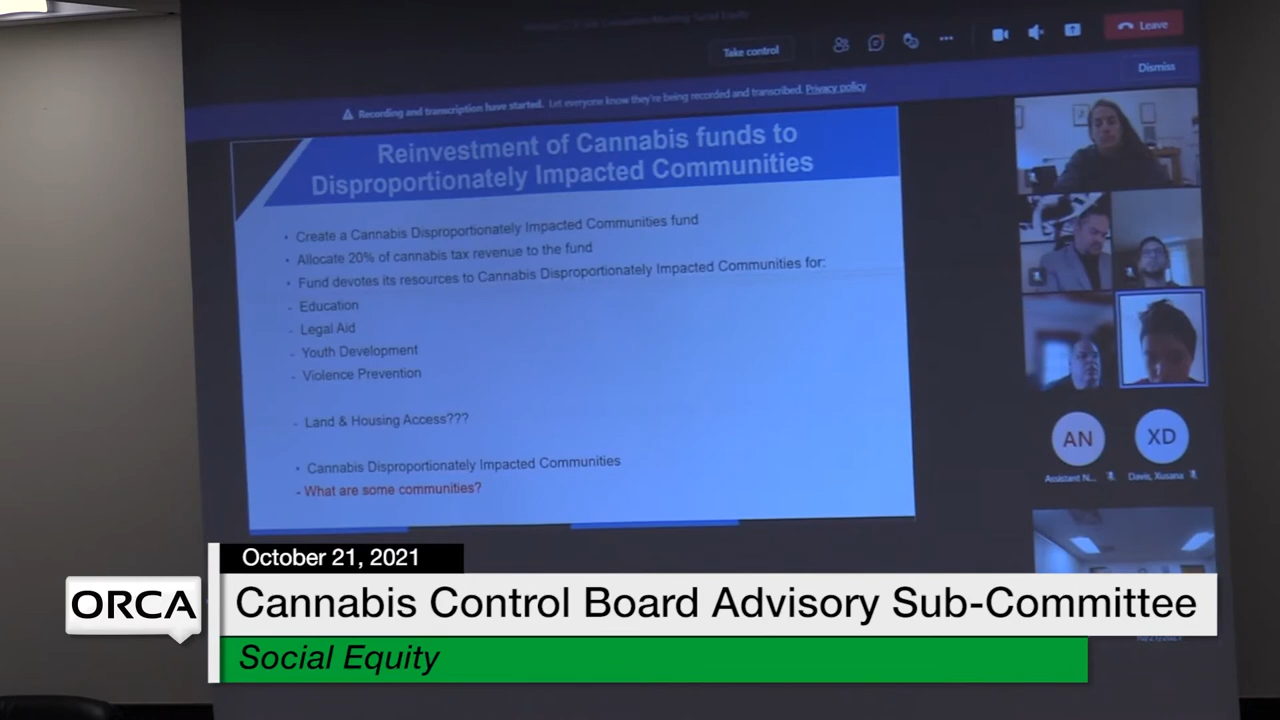 Take control
Leave
Dismiss
Recording and transcription have started. Let everyone know they're being recorded and transcribed. Privacy policy
Reinvestment of Cannabis funds to
Disproportionately Impacted Communities
• Create a Cannabis Disproportionately Impacted Communities fund
• Allocate 20% of cannabis tax revenue to the fund
• Fund devotes its resources to Cannabis Disproportionately Impacted Communities for:
- Education
- Legal Aid
- Youth Development
- Violence Prevention
- Land & Housing Access???
• Cannabis Disproportionately Impacted Communities
- What are some communities?
AN
XD
Assistant N...
Davis, Xusana
October 21, 2021
ORCA
Cannabis Control Board Advisory Sub-Committee
Social Equity